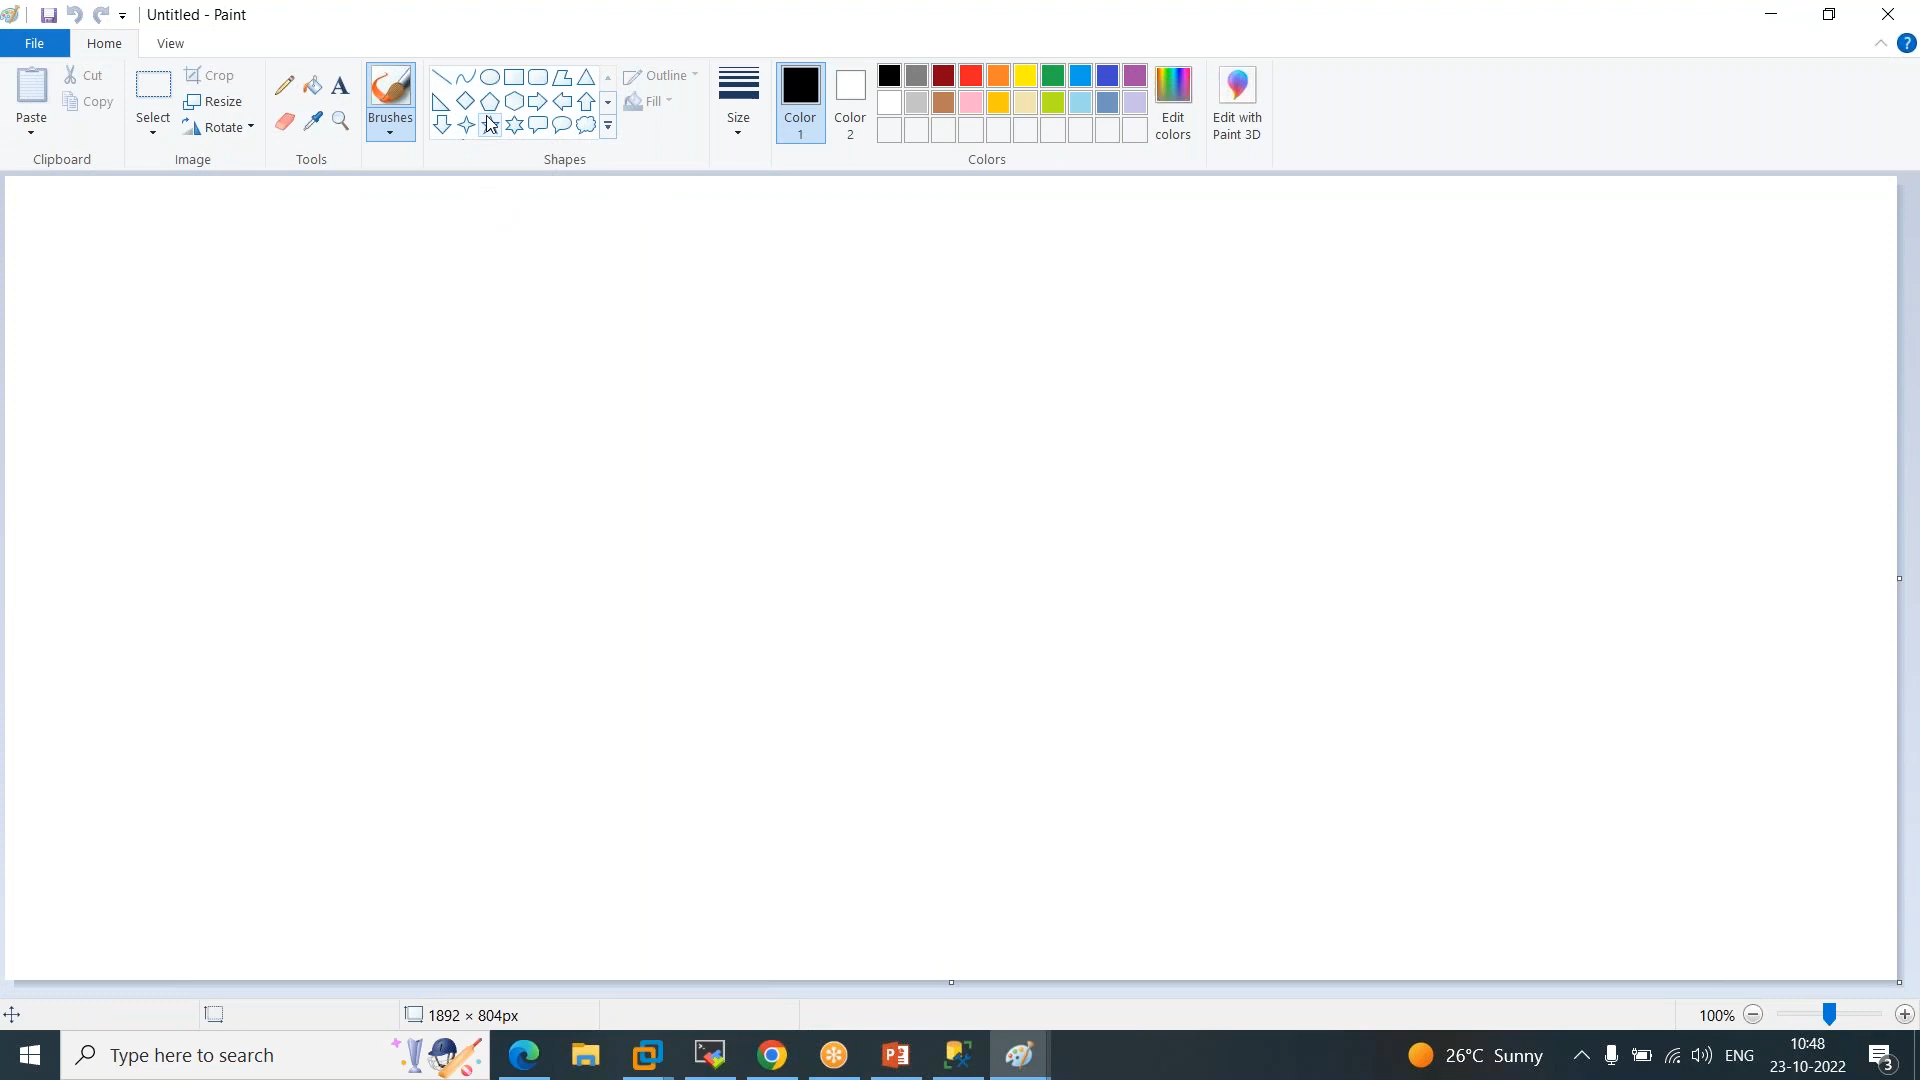 Untitled - Paint
File Home View
Paste
Cut
Copy
Clipboard
Select
Crop
Resize
Rotate
Image
A
Tools
Brushes
Outline
Fill
Shapes
Size
Color
1
Color
2
Edit
colors
Colors
Edit with
Paint 3D
1892 × 804px
100%
Type here to search
26°C Sunny
ENG
10:48
23-10-2022
3